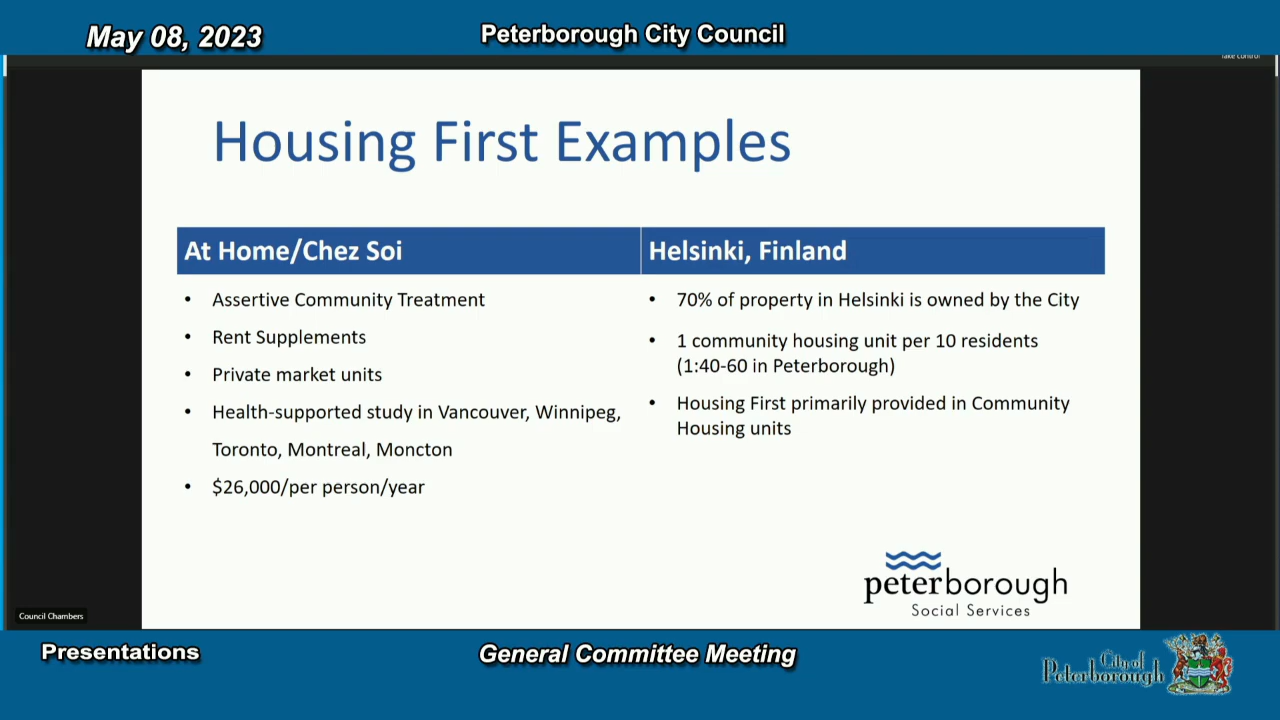 May 08, 2023
Peterborough City Council
Take Control
Housing First Examples
At Home/Chez Soi
• Assertive Community Treatment
• Rent Supplements
• Private market units
• Health-supported study in Vancouver, Winnipeg,
Toronto, Montreal, Moncton
• $26,000/per person/year
Helsinki, Finland
• 70% of property in Helsinki is owned by the City
• 1 community housing unit per 10 residents
(1:40-60 in Peterborough)
• Housing First primarily provided in Community
Housing units
peterborough
Social Services
Council Chambers
Presentations
General Committee Meeting
City of
Peterborough